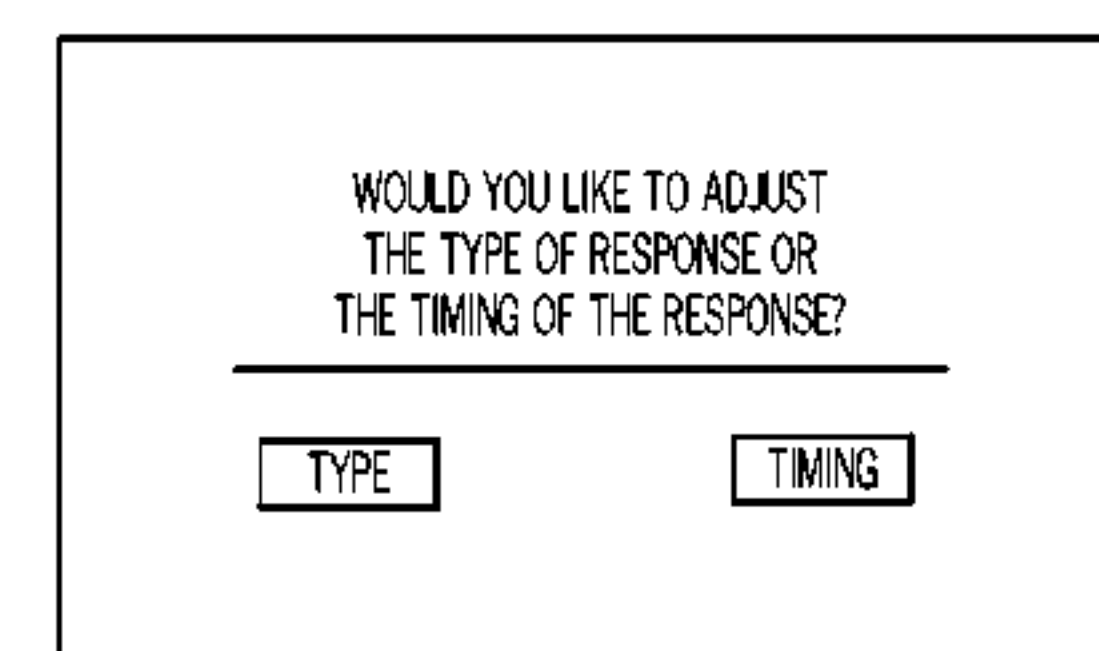 WOULD YOU LIKE TO ADJUST
THE TYPE OF RESPONSE OR
THE TIMING OF THE RESPONSE?
TYPE
TIMING